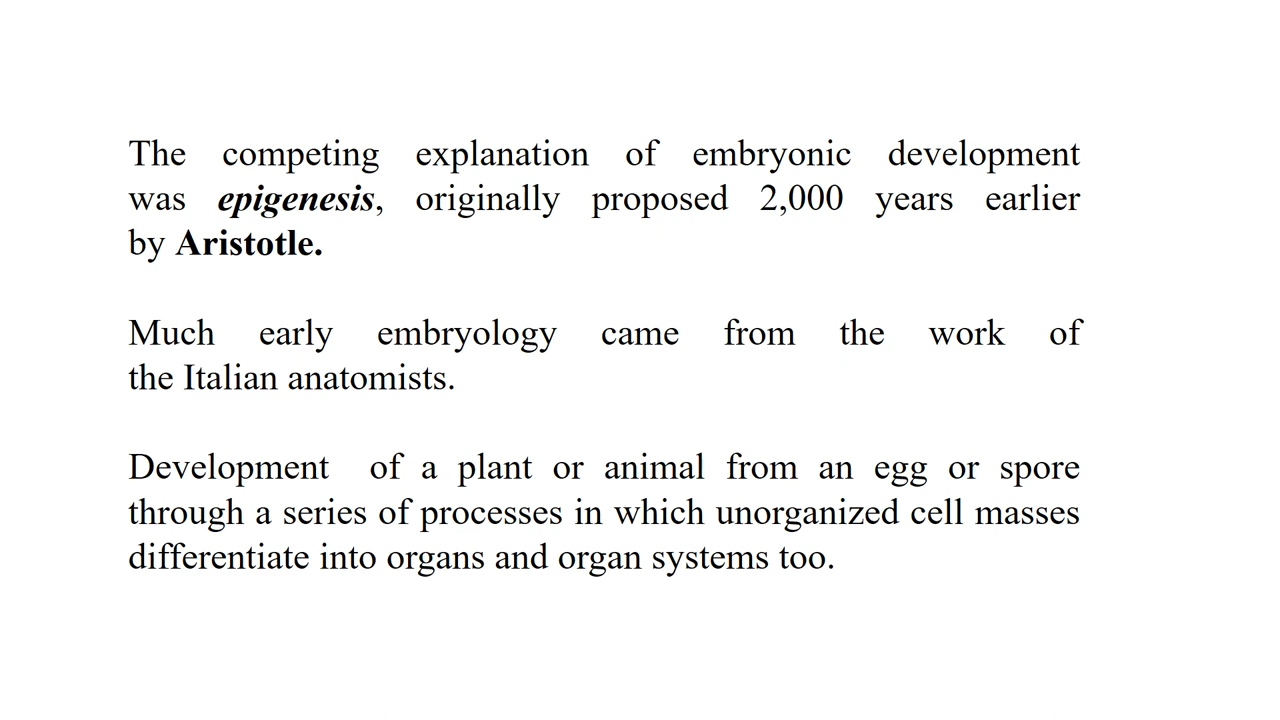 The competing explanation of embryonic development
was epigenesis, originally proposed 2,000 years earlier
by Aristotle.
Much early embryology came from the work of
the Italian anatomists.
Development of a plant or animal from an egg or spore
through a series of processes in which unorganized cell masses
differentiate into organs and organ systems too.